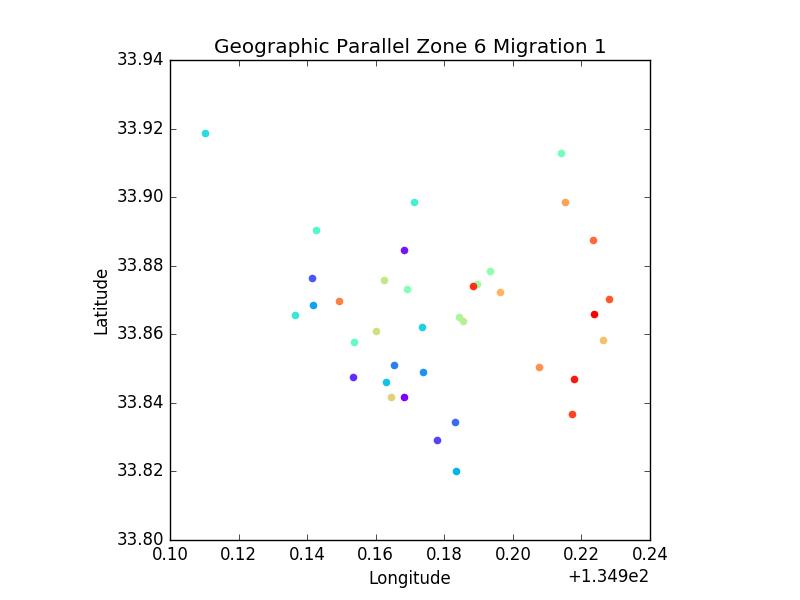 Geographic Parallel Zone 6 Migration 1
33.94
33.92
33.90
33.88
33.86
33.84
33.82
33.80
Latitude
0.10 0.12 0.14 0.16 0.18 0.20 0.22 0.24
Longitude
+1.349e2